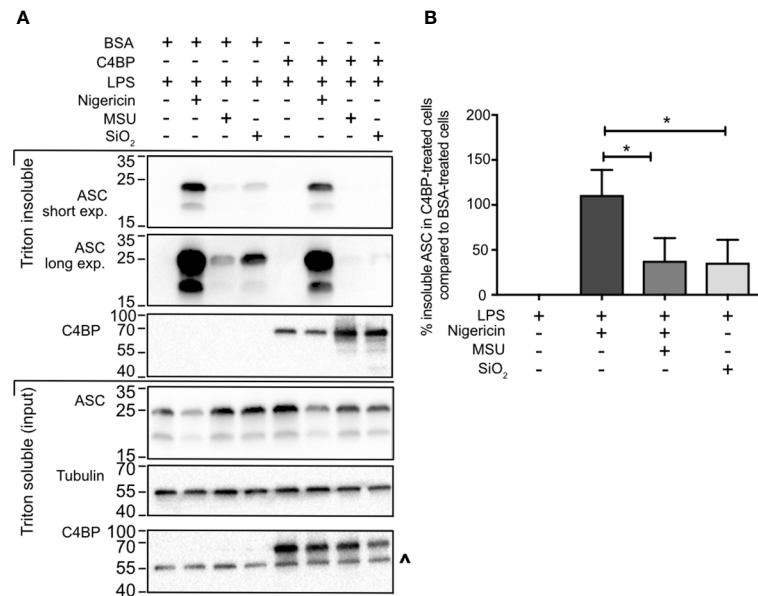 A
BSA + + + + - - - -
C4BP - - - - + + + +
LPS + + + + + + + +
Nigericin - + - - - + - -
MSU - - + - - - + -
SiO2 - - - + - - - +
Triton insoluble
ASC
short exp.
35
25
15
ASC
long exp.
35
25
15
C4BP
100
70
55
40
Triton soluble (input)
ASC
35
25
15
Tubulin
70
55
40
C4BP
100
70
55
40
^
B
% insoluble ASC in C4BP-treated cells
compared to BSA-treated cells
200
150
100
50
0
*
*
LPS + + + +
Nigericin - + + -
MSU - - + -
SiO2 - - - +